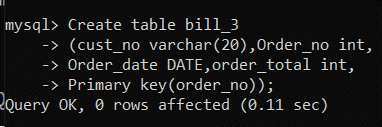 mysql> Create table bill_3
-> (cust_no varchar(20),Order_no int,
-> Order_date DATE,order_total int,
-> Primary key(order_no));
Query OK, 0 rows affected (0.11 sec)